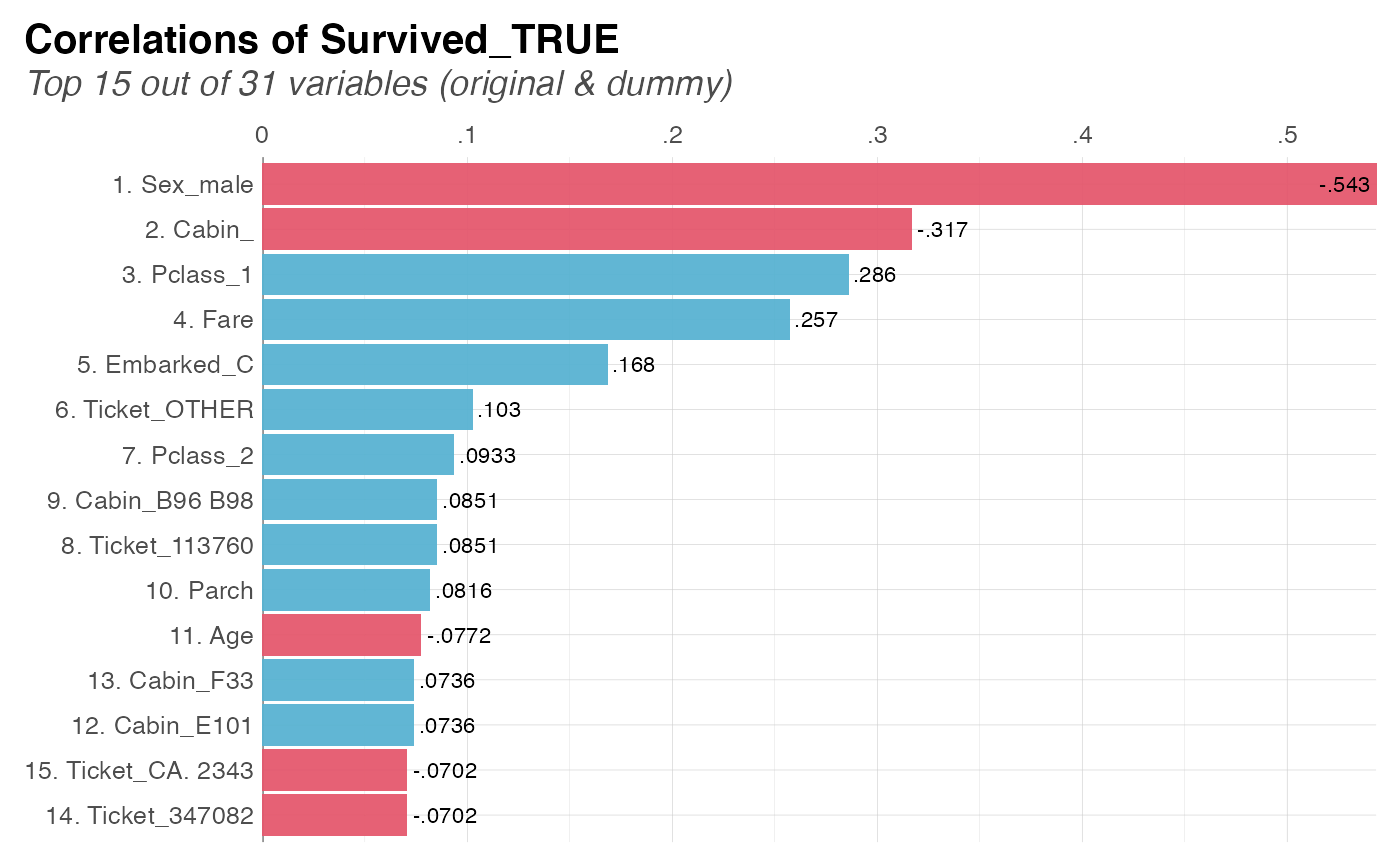 Correlations of Survived_TRUE
Top 15 out of 31 variables (original & dummy)
0 .1 .2 .3 .4 .5
1. Sex_male -.543
2. Cabin_ -.317
3. Pclass_1 .286
4. Fare .257
5. Embarked_C .168
6. Ticket_OTHER .103
7. Pclass_2 .0933
9. Cabin_B96 B98 .0851
8. Ticket_113760 .0851
10. Parch .0816
11. Age -.0772
13. Cabin_F33 .0736
12. Cabin_E101 .0736
15. Ticket_CA. 2343 -.0702
14. Ticket_347082 -.0702